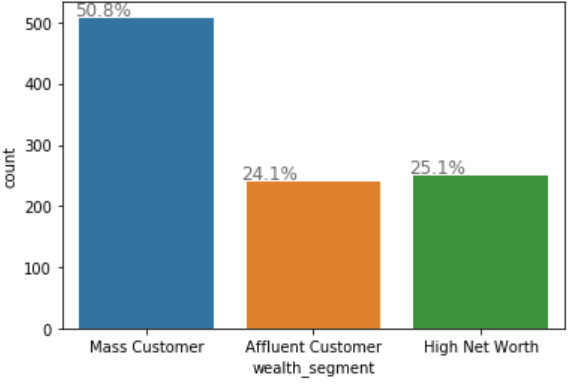 50.8%
24.1%
25.1%
500
400
300
200
100
0
count
Mass Customer
Affluent Customer
High Net Worth
wealth_segment